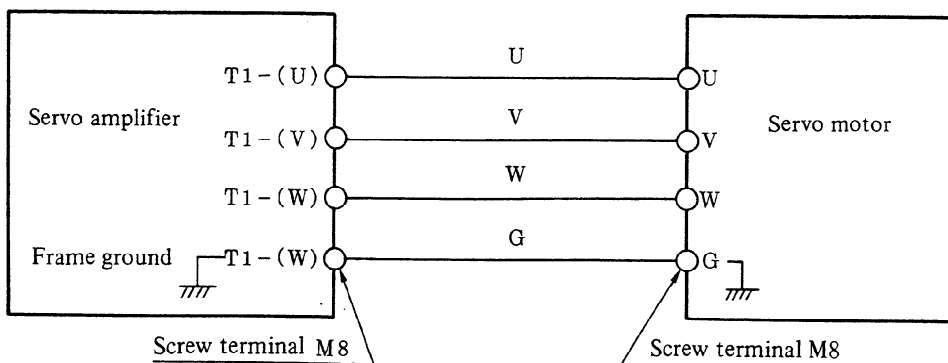 U
T1-(U)
U
Servo amplifier
V
Servo motor
T1-(V)
V
W
T1-(W)
W
G
Frame ground
T1-(W)
G
Screw terminal M8
Screw terminal M8